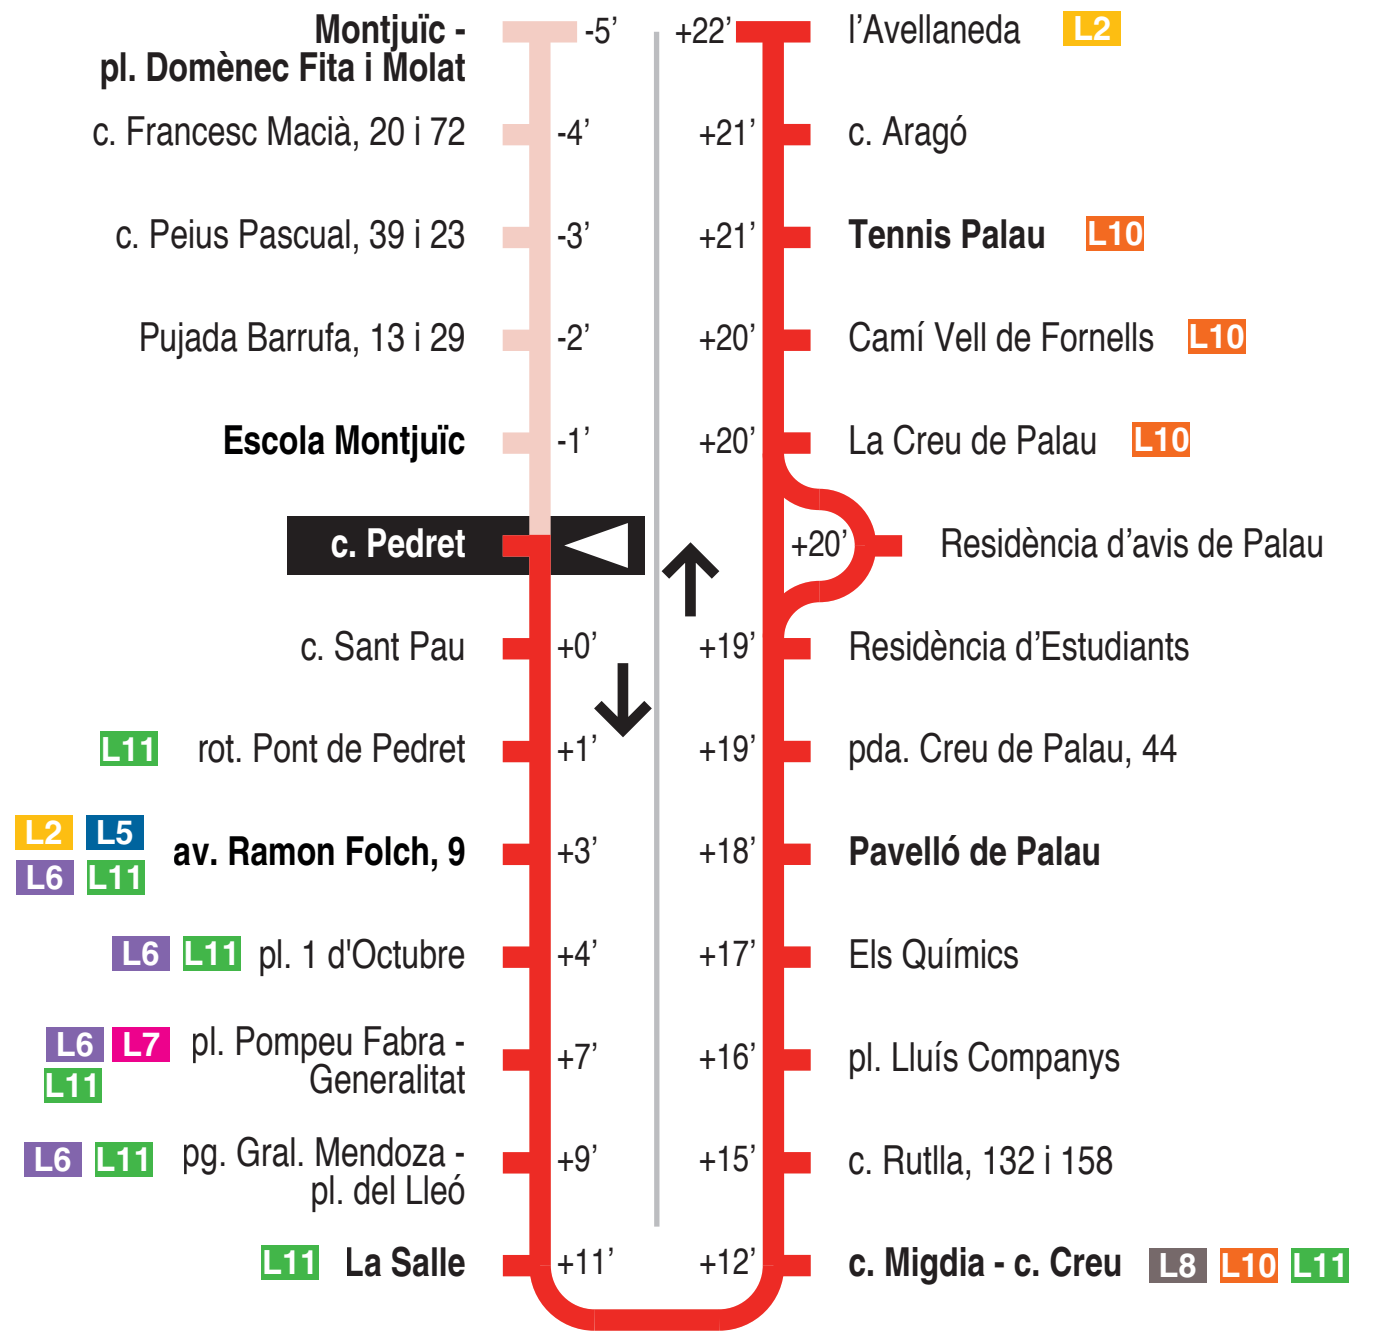 Montjuïc -
pl. Domènec Fita i Molat
-5’
c. Francesc Macià, 20 i 72 -4’
c. Peius Pascual, 39 i 23 -3’
Pujada Barrufa, 13 i 29 -2’
Escola Montjuïc -1’
c. Pedret
c. Sant Pau +0’
L11 rot. Pont de Pedret +1’
L2 L5
L6 L11
av. Ramon Folch, 9 +3’
L6 L11 pl. 1 d'Octubre +4’
L6 L7
L11
pl. Pompeu Fabra -
Generalitat
+7’
L6 L11
pg. Gral. Mendoza -
pl. del Lleó
+9’
L11 La Salle +11’
+22’ l’Avellaneda L2
+21’ c. Aragó
+21’ Tennis Palau L10
+20’ Camí Vell de Fornells L10
+20’ La Creu de Palau L10
+20’ Residència d’avis de Palau
+19’ Residència d’Estudiants
+19’ pda. Creu de Palau, 44
+18’ Pavelló de Palau
+17’ Els Químics
+16’ pl. Lluís Companys
+15’ c. Rutlla, 132 i 158
+12’ c. Migdia - c. Creu L8 L10 L11